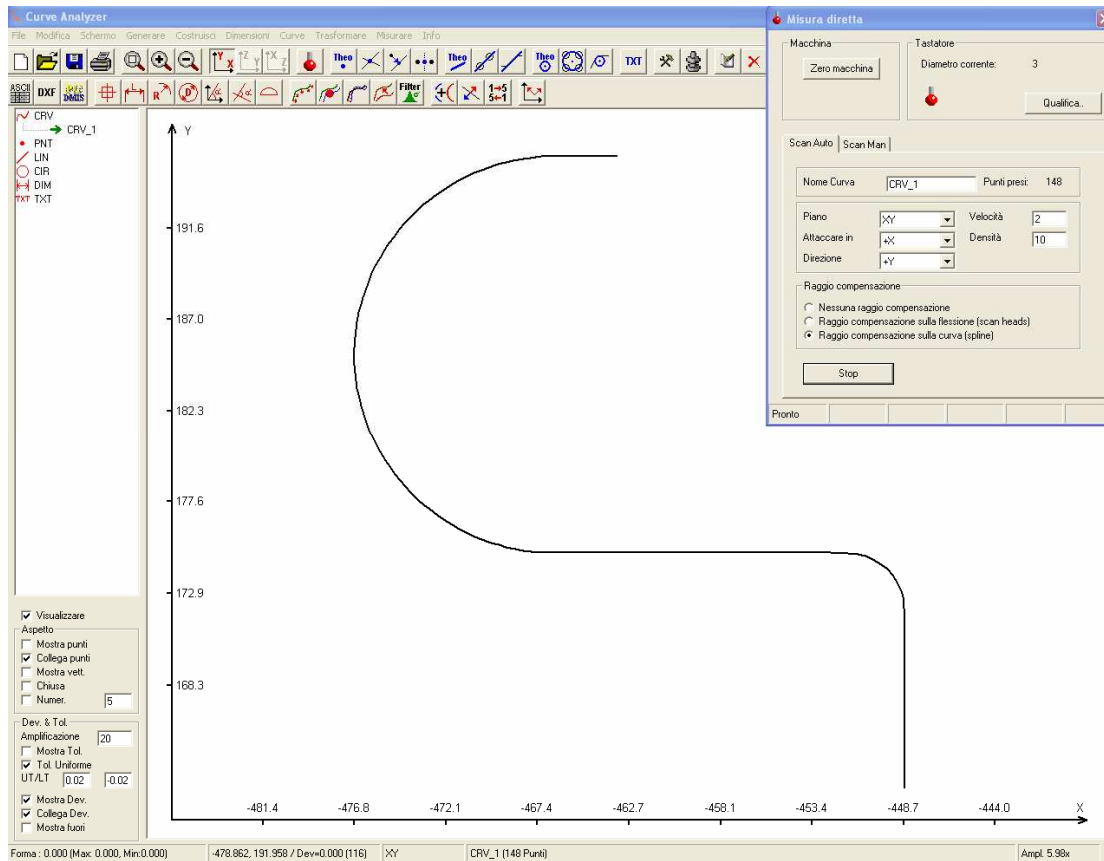 Curve Analyzer
File Modifica Schermo Generare Costruisci Dimensioni Curve Trasformare Misurare Info
Y X Z Y X Z Theo Theo Theo TXT
ASCII DXF DMIS R D Filter 1→5 5←1
CRV
CRV_1
PNT
LIN
CIR
DIM
TXT TXT
Visualizzare
Aspetto
Mostra punti
Collega punti
Mostra vett.
Chiusa
Numer. 5
Dev. & Tol.
Amplificazione 20
Mostra Tol.
Tol. Uniforme
UT/LT 0.02 -0.02
Mostra Dev.
Collega Dev.
Mostra fuori
Y
191.6
187.0
182.3
177.6
172.9
168.3
-481.4 -476.8 -472.1 -467.4 -462.7 -458.1 -453.4 -448.7 -444.0 X
Misura diretta
Macchina
Zero macchina
Tastatore
Diametro corrente: 3
Qualifica..
Scan Auto Scan Man
Nome Curva CRV_1 Punti presi: 148
Piano XY Velocità 2
Attaccare in +X Densità 10
Direzione +Y
Raggio compensazione
Nessuna raggio compensazione
Raggio compensazione sulla flessione (scan heads)
Raggio compensazione sulla curva (spline)
Stop
Pronto
Forma : 0.000 (Max: 0.000, Min:0.000) -478.862, 191.958 / Dev=0.000 (116) XY CRV_1 (148 Punti) Ampl. 5.98x